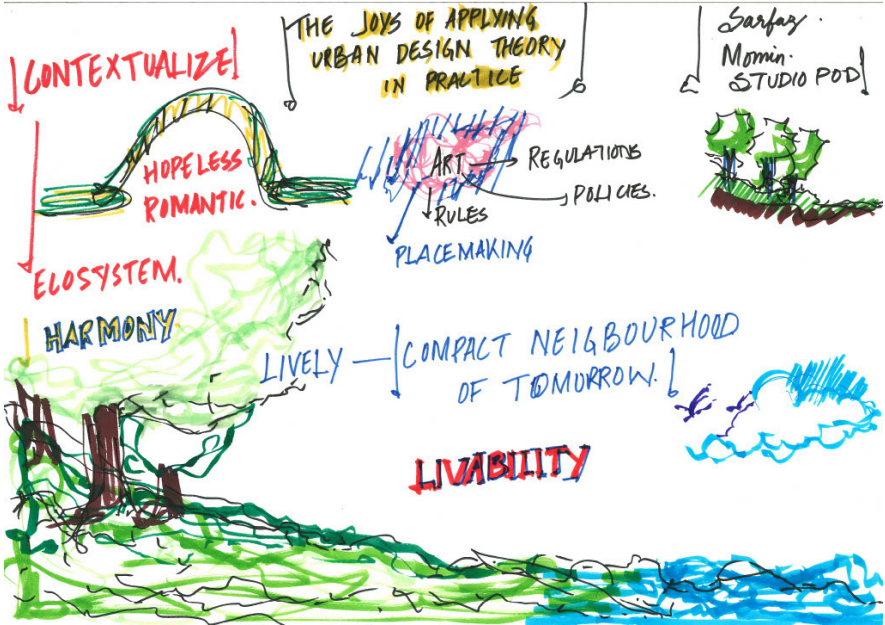 CONTEXTUALIZE
THE JOYS OF APPLYING
URBAN DESIGN THEORY
IN PRACTICE
Sarfaz.
Momin.
STUDIO POD
HOPELESS
ROMANTIC.
ART
REGULATIONS
POLICIES.
RULES
PLACEMAKING
ECOSYSTEM.
HARMONY
LIVELY — COMPACT NEIGBOURHOOD
OF TOMORROW.
LIVABILITY